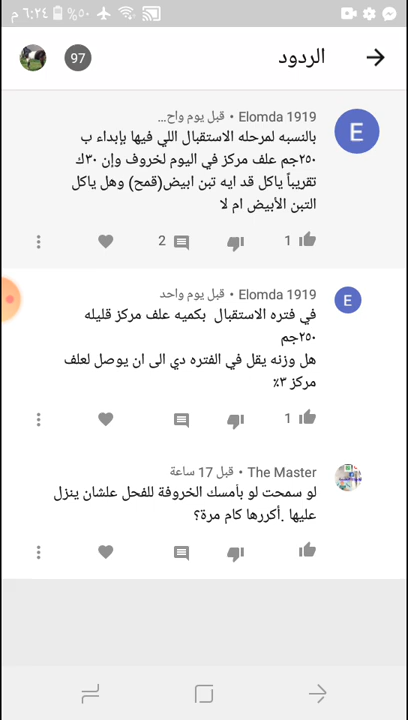 ٦:٢٤ م ٥٠%
الردود
97
Elomda 1919 • قبل يوم واح...
E
بالنسبه لمرحله الاستقبال اللي فيها بإبداء ب
٢٥٠جم علف مركز في اليوم لخروف وإن ٣٠ك
تقريباً ياكل قد ايه تبن ابيض(قمح) وهل ياكل
التبن الأبيض ام لا
1
2
Elomda 1919 • قبل يوم واحد
E
في فتره الاستقبال بكميه علف مركز قليله
٢٥٠جم
هل وزنه يقل في الفتره دي الى ان يوصل لعلف
مركز ٣٪
1
The Master • قبل 17 ساعة
لو سمحت لو بأمسك الخروفة للفحل علشان ينزل
عليها .أكررها كام مرة؟